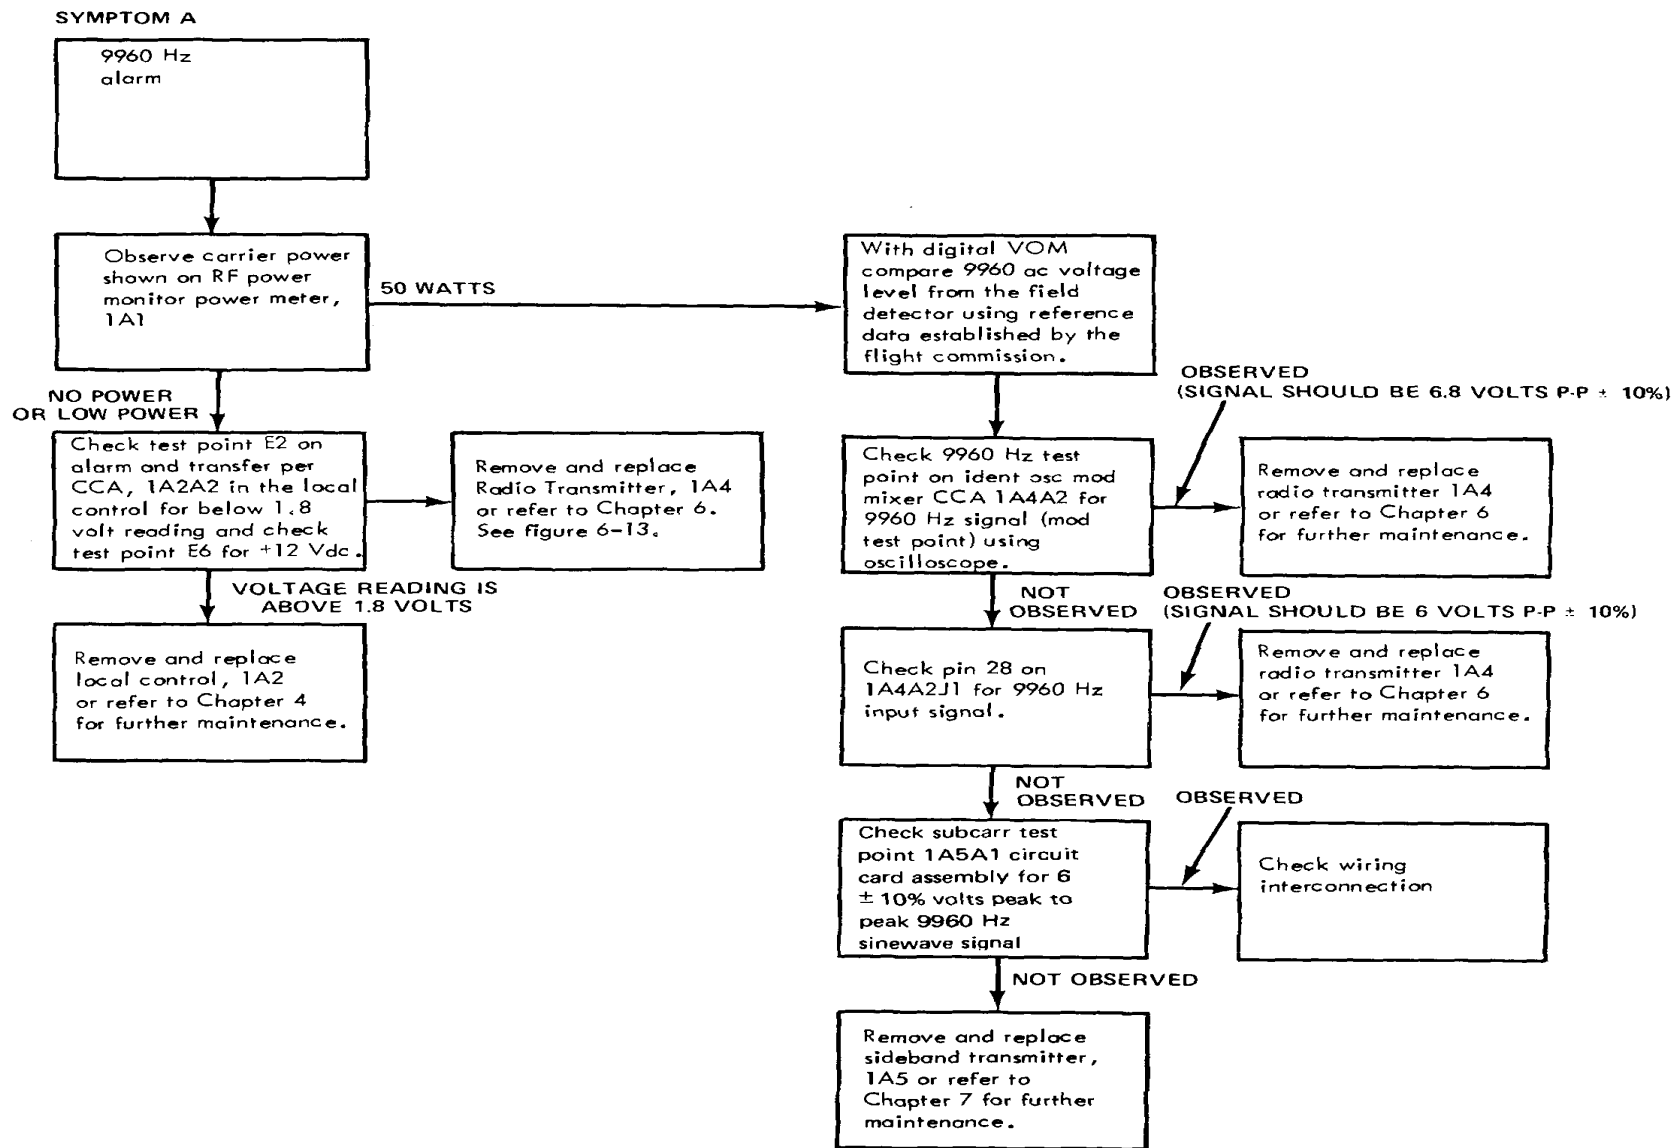 SYMPTOM A
9960 Hz
alarm
Observe carrier power
shown on RF power
monitor power meter,
1A1
50 WATTS
With digital VOM
compare 9960 ac voltage
level from the field
detector using reference
data established by the
flight commission.
NO POWER
OR LOW POWER
Check test point E2 on
alarm and transfer per
CCA, 1A2A2 in the local
control for below 1.8
volt reading and check
test point E6 for +12 Vdc.
Remove and replace
Radio Transmitter, 1A4
or refer to Chapter 6.
See figure 6-13.
VOLTAGE READING IS
ABOVE 1.8 VOLTS
Remove and replace
local control, 1A2
or refer to Chapter 4
for further maintenance.
Check 9960 Hz test
point on ident osc mod
mixer CCA 1A4A2 for
9960 Hz signal (mod
test point) using
oscilloscope.
OBSERVED
(SIGNAL SHOULD BE 6.8 VOLTS P-P ± 10%)
Remove and replace
radio transmitter 1A4
or refer to Chapter 6
for further maintenance.
NOT
OBSERVED
Check pin 28 on
1A4A2J1 for 9960 Hz
input signal.
OBSERVED
(SIGNAL SHOULD BE 6 VOLTS P-P ± 10%)
Remove and replace
radio transmitter 1A4
or refer to Chapter 6
for further maintenance.
NOT
OBSERVED
Check subcarr test
point 1A5A1 circuit
card assembly for 6
± 10% volts peak to
peak 9960 Hz
sinewave signal
OBSERVED
Check wiring
interconnection
NOT OBSERVED
Remove and replace
sideband transmitter,
1A5 or refer to
Chapter 7 for further
maintenance.